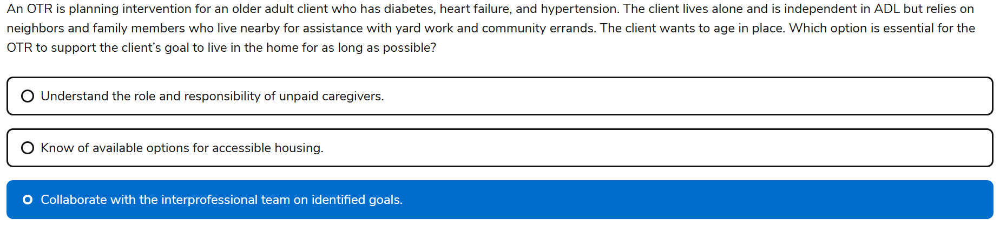 An OTR is planning intervention for an older adult client who has diabetes, heart failure, and hypertension. The client lives alone and is independent in ADL but relies on
neighbors and family members who live nearby for assistance with yard work and community errands. The client wants to age in place. Which option is essential for the
OTR to support the client’s goal to live in the home for as long as possible?
Understand the role and responsibility of unpaid caregivers.
Know of available options for accessible housing.
Collaborate with the interprofessional team on identified goals.